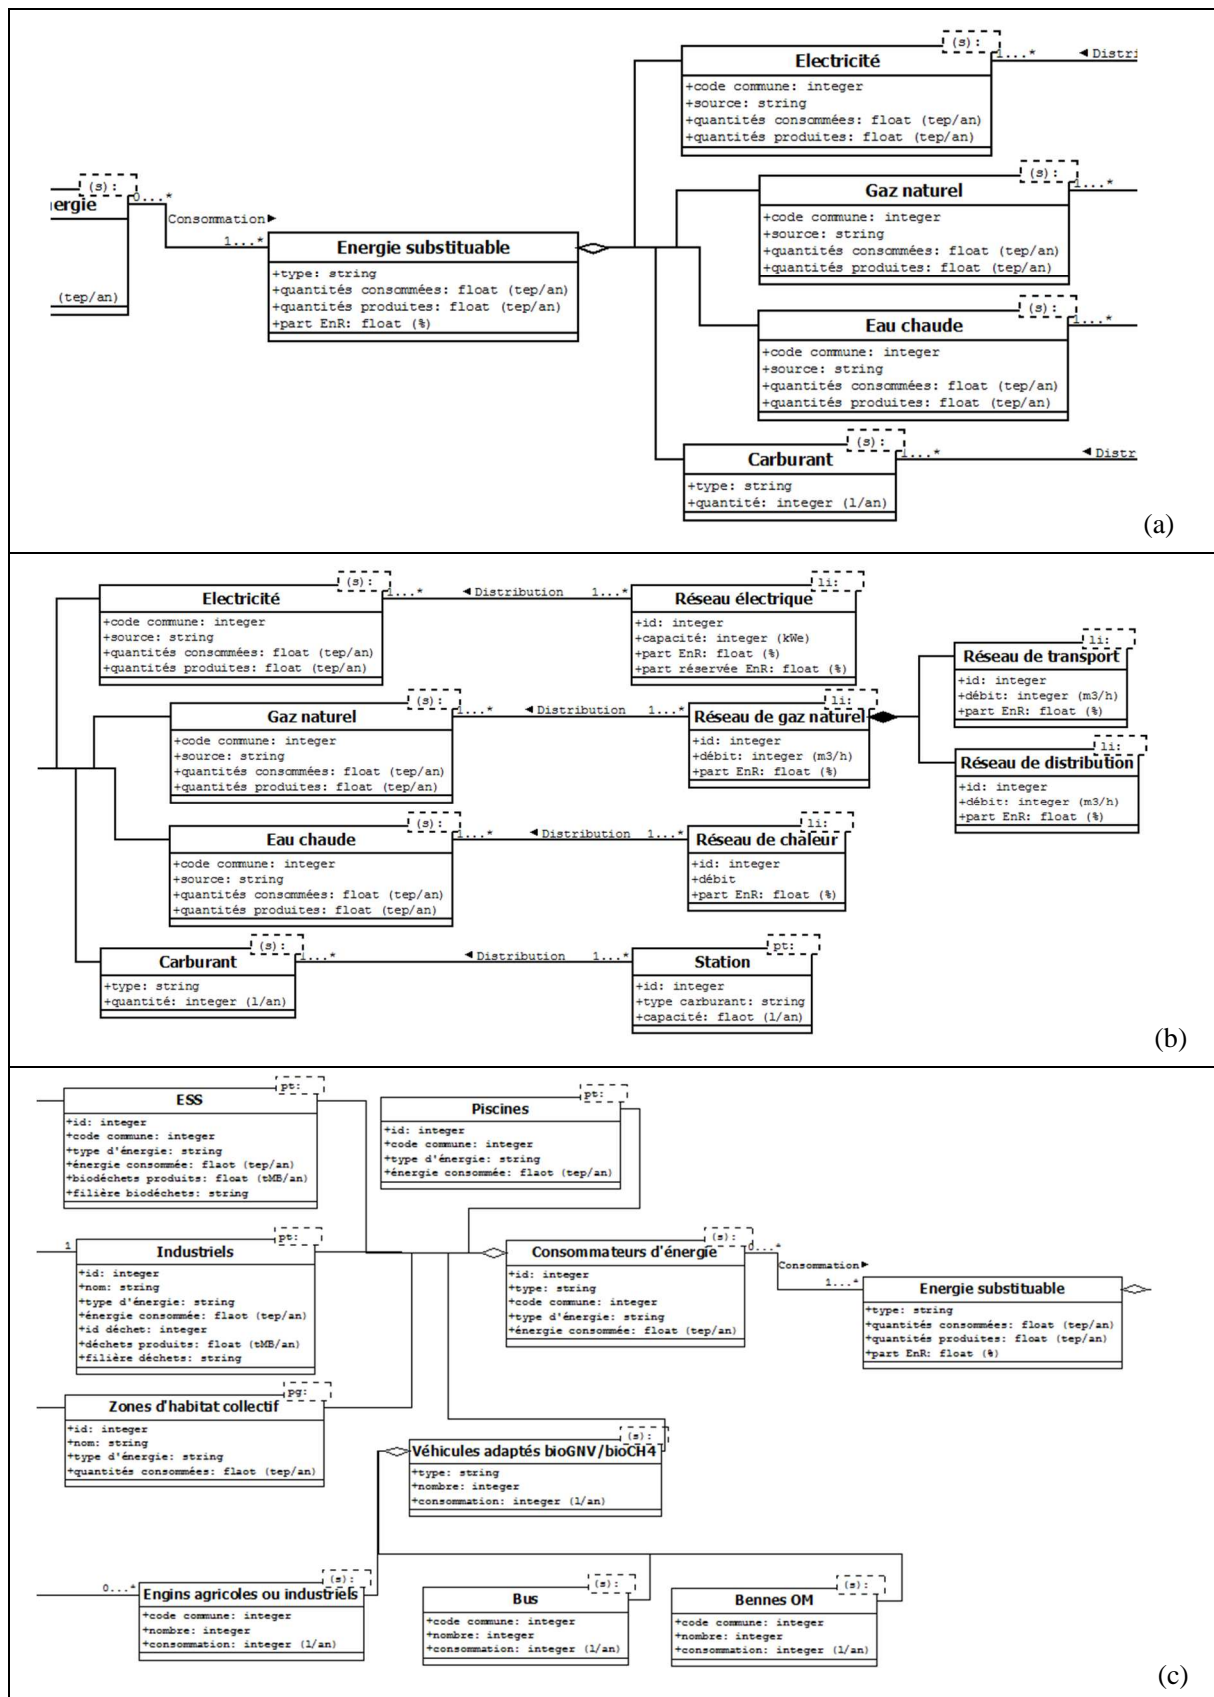 (s):
Electricité
1...*
◄ Distri
+code commune: integer
+source: string
+quantités consommées: float (tep/an)
+quantités produites: float (tep/an)
(s):
Gaz naturel
1...*
+code commune: integer
+source: string
+quantités consommées: float (tep/an)
+quantités produites: float (tep/an)
(s):
ergie
0...*
(tep/an)
Consommation►
1...*
Energie substituable
+type: string
+quantités consommées: float (tep/an)
+quantités produites: float (tep/an)
+part EnR: float (%)
(s):
Eau chaude
1...*
+code commune: integer
+source: string
+quantités consommées: float (tep/an)
+quantités produites: float (tep/an)
(s):
Carburant
1...*
◄ Distr
+type: string
+quantité: integer (l/an)
(a)
(s):
Electricité
1...*
◄ Distribution
1...*
+code commune: integer
+source: string
+quantités consommées: float (tep/an)
+quantités produites: float (tep/an)
li:
Réseau électrique
+id: integer
+capacité: integer (kWe)
+part EnR: float (%)
+part réservée EnR: float (%)
li:
Réseau de transport
+id: integer
+débit: integer (m3/h)
+part EnR: float (%)
(s):
Gaz naturel
1...*
◄ Distribution
1...*
+code commune: integer
+source: string
+quantités consommées: float (tep/an)
+quantités produites: float (tep/an)
li:
Réseau de gaz naturel
+id: integer
+débit: integer (m3/h)
+part EnR: float (%)
li:
Réseau de distribution
+id: integer
+débit: integer (m3/h)
+part EnR: float (%)
(s):
Eau chaude
1...*
◄ Distribution
1...*
+code commune: integer
+source: string
+quantités consommées: float (tep/an)
+quantités produites: float (tep/an)
li:
Réseau de chaleur
+id: integer
+débit
+part EnR: float (%)
(s):
Carburant
1...*
◄ Distribution
1...*
+type: string
+quantité: integer (l/an)
pt:
Station
+id: integer
+type carburant: string
+capacité: flaot (l/an)
(b)
pt:
ESS
+id: integer
+code commune: integer
+type d'énergie: string
+énergie consommée: flaot (tep/an)
+biodéchets produits: float (tMB/an)
+filière biodéchets: string
pt:
Piscines
+id: integer
+code commune: integer
+type d'énergie: string
+énergie consommée: flaot (tep/an)
1
pt:
Industriels
+id: integer
+nom: string
+type d'énergie: string
+énergie consommée: flaot (tep/an)
+id déchet: integer
+déchets produits: float (tMB/an)
+filière déchets: string
(s):
Consommateurs d'énergie
0...*
+id: integer
+type: string
+code commune: integer
+type d'énergie: string
+énergie consommée: float (tep/an)
Consommation►
1...*
Energie substituable
+type: string
+quantités consommées: float (tep/an)
+quantités produites: float (tep/an)
+part EnR: float (%)
pg:
Zones d'habitat collectif
+id: integer
+nom: string
+type d'énergie: string
+quantités consommées: flaot (tep/an)
(s):
Véhicules adaptés bioGNV/bioCH4
+type: string
+nombre: integer
+consommation: integer (l/an)
0...*
(s):
Engins agricoles ou industriels
+code commune: integer
+nombre: integer
+consommation: integer (l/an)
(s):
Bus
+code commune: integer
+nombre: integer
+consommation: integer (l/an)
(s):
Bennes OM
+code commune: integer
+nombre: integer
+consommation: integer (l/an)
(c)